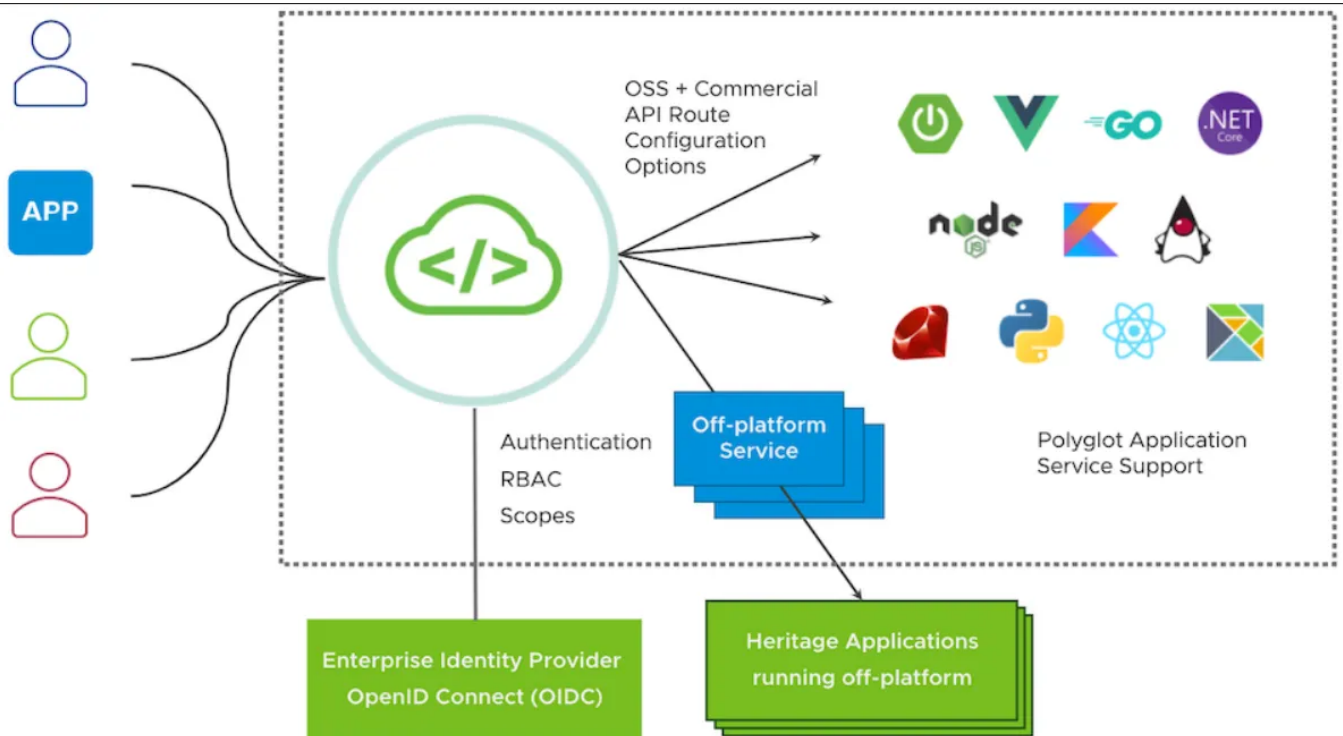 OSS + Commercial
API Route
Configuration
Options
APP
</>
GO
.NET
Core
node
JS
Authentication
RBAC
Scopes
Off-platform
Service
Polyglot Application
Service Support
Enterprise Identity Provider
OpenID Connect (OIDC)
Heritage Applications
running off-platform